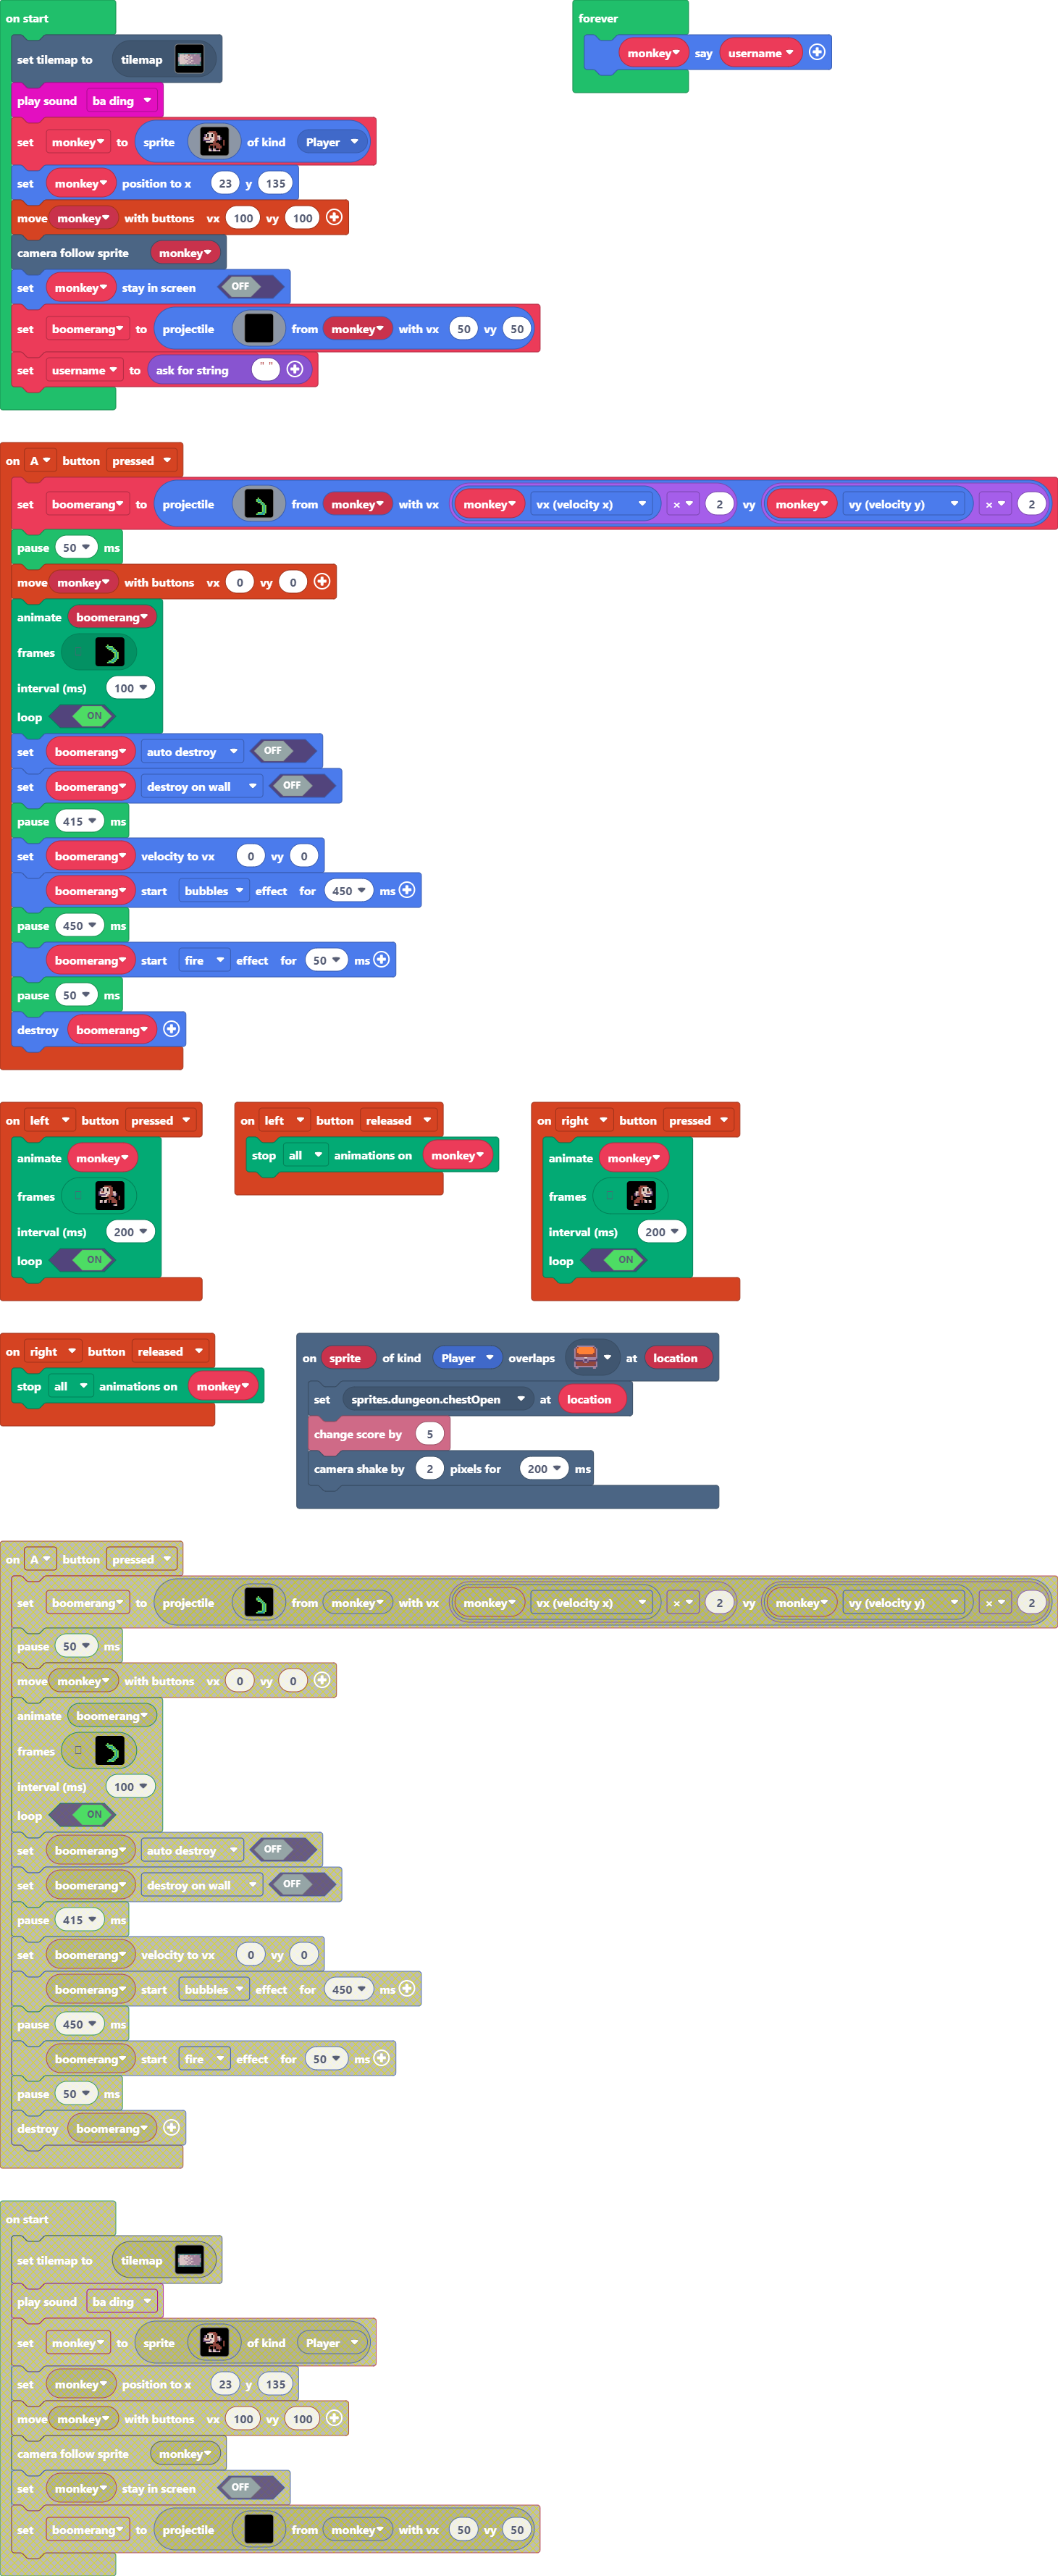 on start
set tilemap to tilemap
play sound ba ding
set monkey to sprite of kind Player
set monkey position to x 23 y 135
move monkey with buttons vx 100 vy 100
camera follow sprite monkey
set monkey stay in screen OFF
set boomerang to projectile from monkey with vx 50 vy 50
set username to ask for string " "
forever
monkey say username
on A button pressed
set boomerang to projectile from monkey with vx monkey vx (velocity x) × 2 vy monkey vy (velocity y) × 2
pause 50 ms
move monkey with buttons vx 0 vy 0
animate boomerang
frames
interval (ms) 100
loop ON
set boomerang auto destroy OFF
set boomerang destroy on wall OFF
pause 415 ms
set boomerang velocity to vx 0 vy 0
boomerang start bubbles effect for 450 ms
pause 450 ms
boomerang start fire effect for 50 ms
pause 50 ms
destroy boomerang
on left button pressed
animate monkey
frames
interval (ms) 200
loop ON
on left button released
stop all animations on monkey
on right button pressed
animate monkey
frames
interval (ms) 200
loop ON
on right button released
stop all animations on monkey
on sprite of kind Player overlaps at location
set sprites.dungeon.chestOpen at location
change score by 5
camera shake by 2 pixels for 200 ms
on A button pressed
set boomerang to projectile from monkey with vx monkey vx (velocity x) × 2 vy monkey vy (velocity y) × 2
pause 50 ms
move monkey with buttons vx 0 vy 0
animate boomerang
frames
interval (ms) 100
loop ON
set boomerang auto destroy OFF
set boomerang destroy on wall OFF
pause 415 ms
set boomerang velocity to vx 0 vy 0
boomerang start bubbles effect for 450 ms
pause 450 ms
boomerang start fire effect for 50 ms
pause 50 ms
destroy boomerang
on start
set tilemap to tilemap
play sound ba ding
set monkey to sprite of kind Player
set monkey position to x 23 y 135
move monkey with buttons vx 100 vy 100
camera follow sprite monkey
set monkey stay in screen OFF
set boomerang to projectile from monkey with vx 50 vy 50